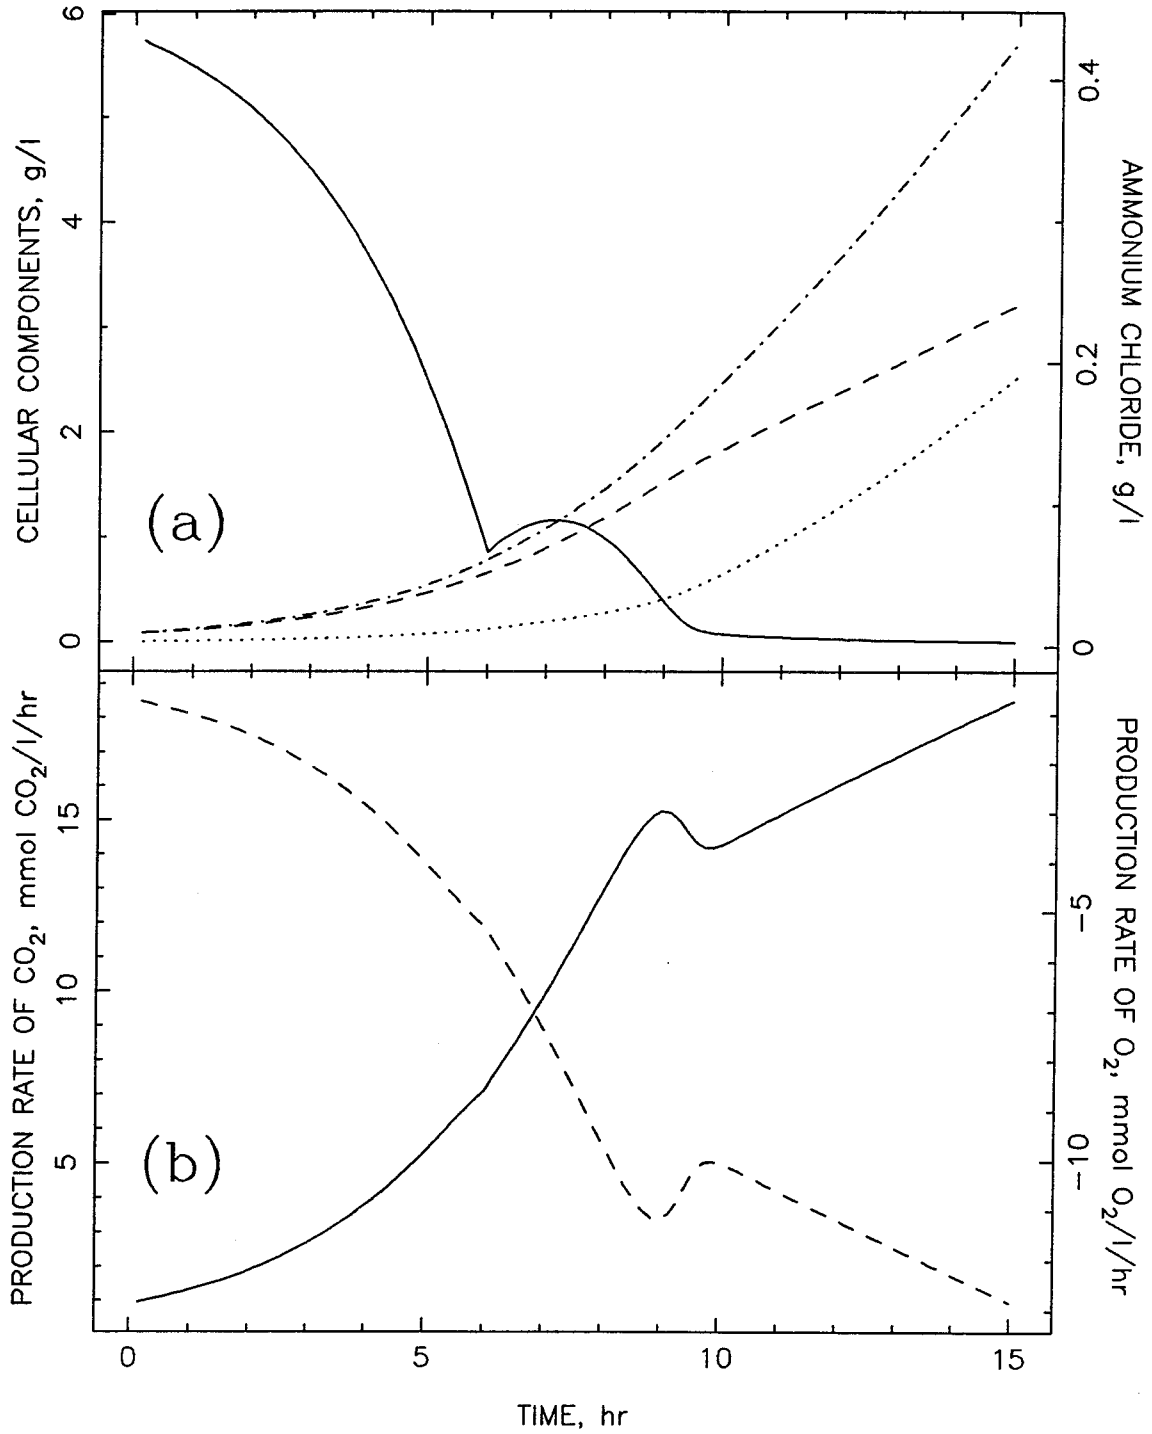 6
4
2
0
CELLULAR COMPONENTS, g/l
(a)
0.4
0.2
0
AMMONIUM CHLORIDE, g/l
15
10
5
PRODUCTION RATE OF CO₂, mmol CO₂/l/hr
(b)
−5
−10
PRODUCTION RATE OF O₂, mmol O₂/l/hr
0 5 10 15
TIME, hr